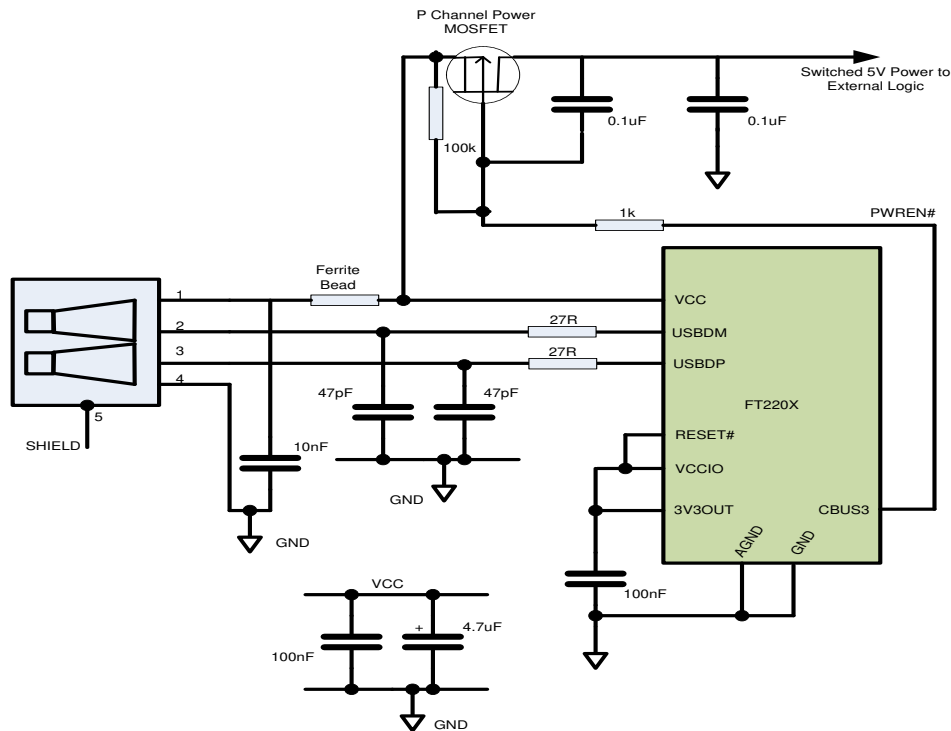 P Channel Power
MOSFET
Switched 5V Power to
External Logic
0.1uF
0.1uF
100k
1k
PWREN#
Ferrite
Bead
1
VCC
27R
2
USBDM
27R
3
USBDP
4
47pF
47pF
FT220X
5
SHIELD
10nF
RESET#
VCCIO
GND
3V3OUT
CBUS3
GND
AGND
GND
100nF
VCC
+
4.7uF
100nF
GND